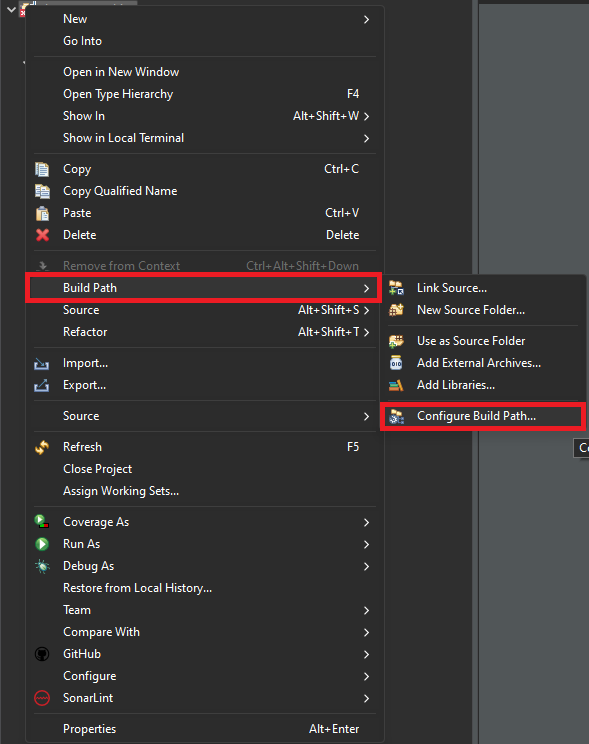 New
Go Into
Open in New Window
Open Type Hierarchy F4
Show In Alt+Shift+W
Show in Local Terminal
Copy Ctrl+C
Copy Qualified Name
Paste Ctrl+V
Delete Delete
Remove from Context Ctrl+Alt+Shift+Down
Build Path
Source Alt+Shift+S
Refactor Alt+Shift+T
Import...
Export...
Source
Refresh F5
Close Project
Assign Working Sets...
Coverage As
Run As
Debug As
Restore from Local History...
Team
Compare With
GitHub
Configure
SonarLint
Properties Alt+Enter
Link Source...
New Source Folder...
Use as Source Folder
Add External Archives...
Add Libraries...
Configure Build Path...